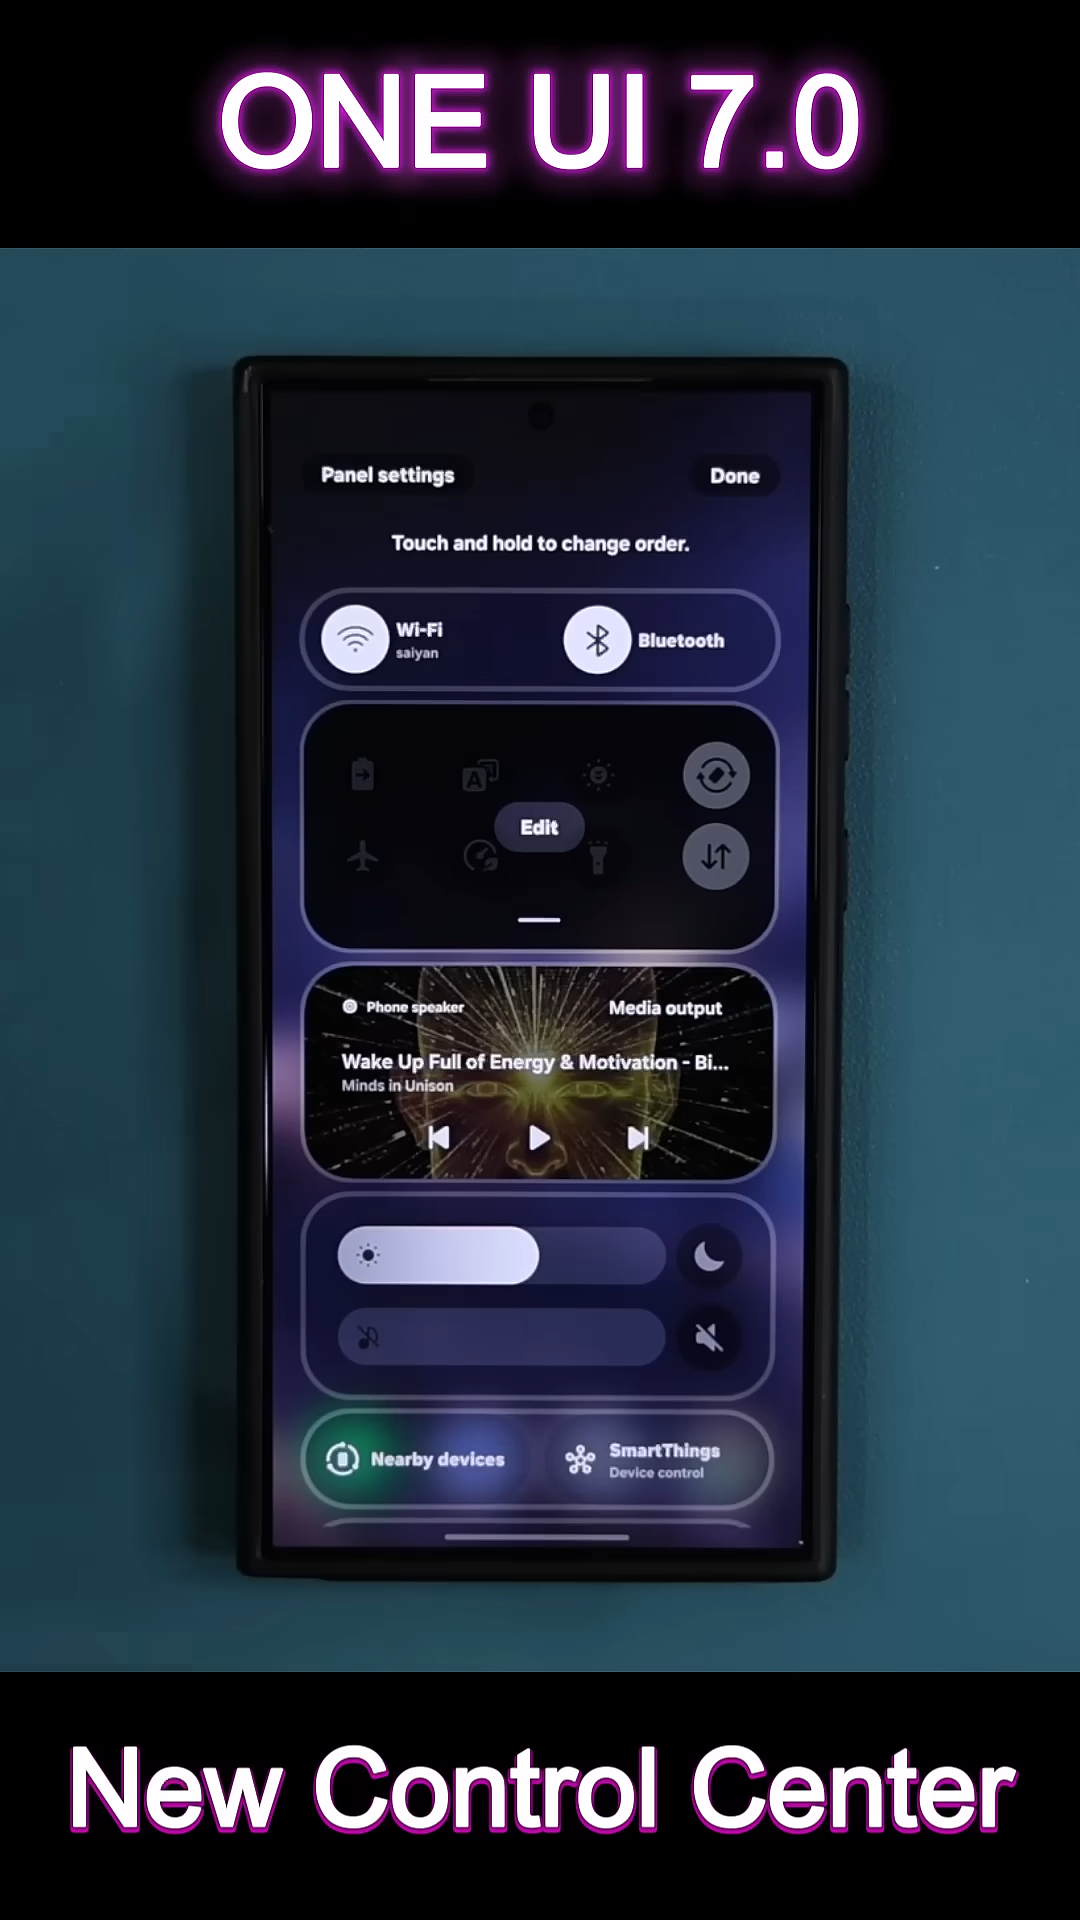 ONE UI 7.0
Panel settings
Done
Touch and hold to change order.
Wi-Fi
saiyan
Bluetooth
A
Edit
Phone speaker
Media output
Wake Up Full of Energy & Motivation - Bi...
Minds in Unison
Nearby devices
SmartThings
Device control
New Control Center